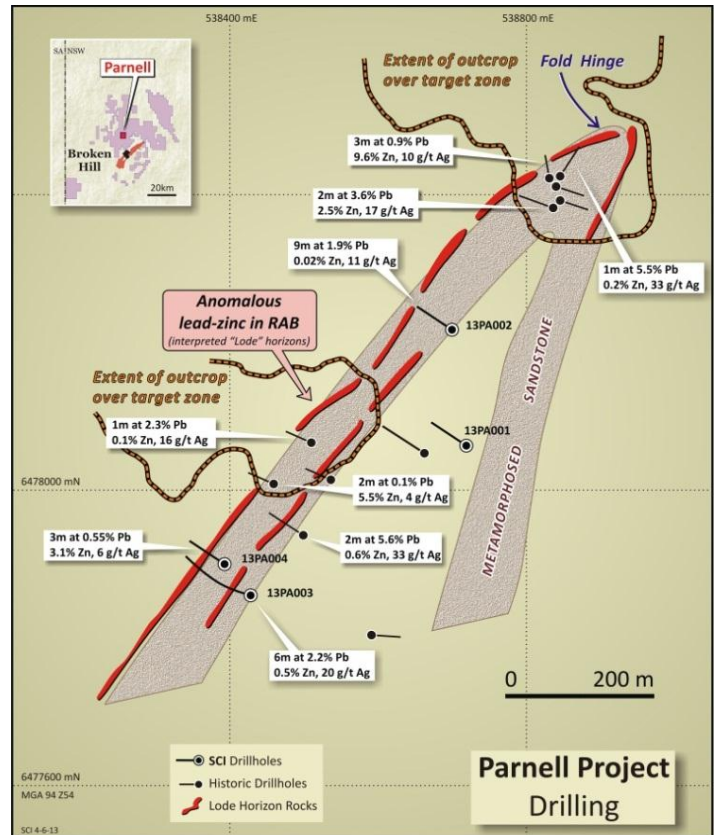 538400 mE
538800 mE
SA
NSW
Parnell
Broken
Hill
20km
Extent of outcrop
over target zone
Fold Hinge
3m at 0.9% Pb
9.6% Zn, 10 g/t Ag
2m at 3.6% Pb
2.5% Zn, 17 g/t Ag
9m at 1.9% Pb
0.02% Zn, 11 g/t Ag
1m at 5.5% Pb
0.2% Zn, 33 g/t Ag
Anomalous
lead-zinc in RAB
(interpreted "Lode" horizons)
13PA002
Extent of outcrop
over target zone
1m at 2.3% Pb
0.1% Zn, 16 g/t Ag
13PA001
METAMORPHOSED SANDSTONE
6478000 mN
2m at 0.1% Pb
5.5% Zn, 4 g/t Ag
3m at 0.55% Pb
3.1% Zn, 6 g/t Ag
13PA004
2m at 5.6% Pb
0.6% Zn, 33 g/t Ag
13PA003
6m at 2.2% Pb
0.5% Zn, 20 g/t Ag
0
200 m
SCI Drillholes
Historic Drillholes
Lode Horizon Rocks
Parnell Project
Drilling
6477600 mN
MGA 94 Z54
SCI 4-6-13